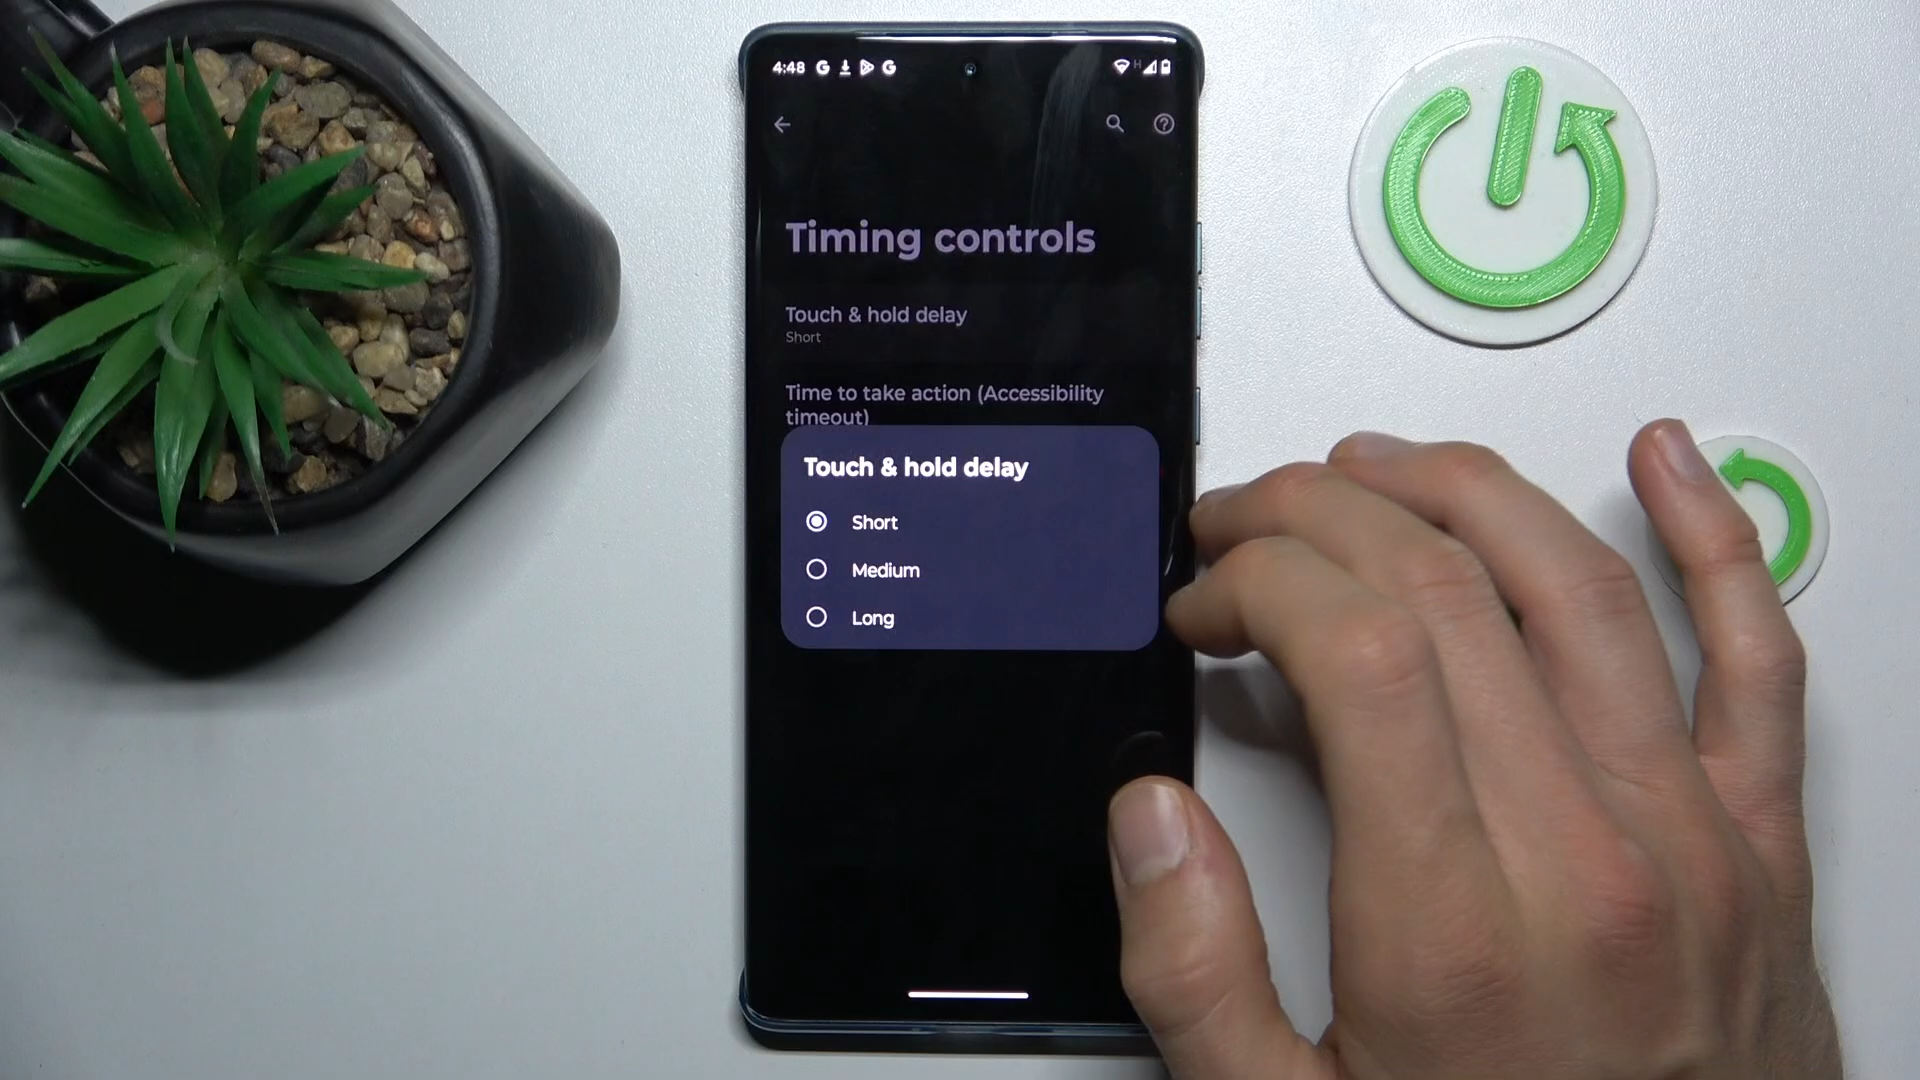 4:48
Timing controls
Touch & hold delay
Short
Time to take action (Accessibility
timeout)
Touch & hold delay
Short
Medium
Long